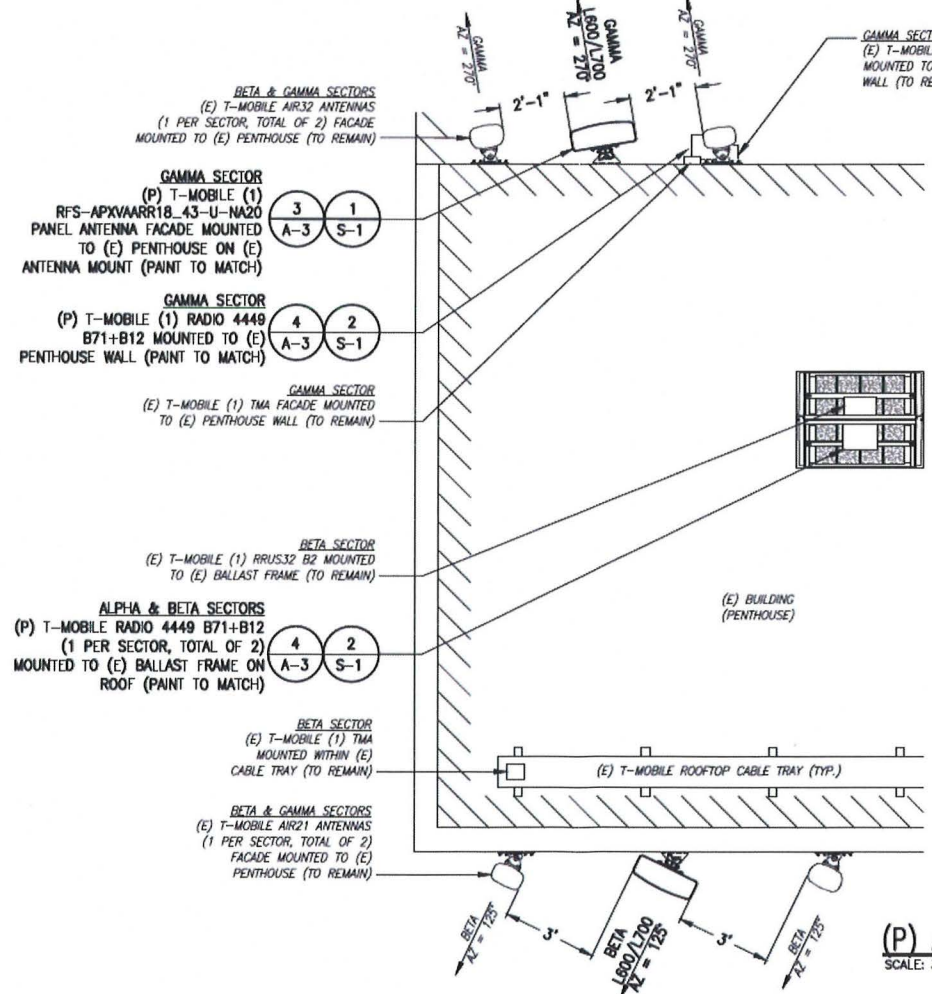 GAMMA
AZ = 270°
GAMMA
L600/L700
AZ = 270°
GAMMA
AZ = 270°
2'-1"
2'-1"
GAMMA
(E) T-MOBILE
MOUNTED TO
BETA & GAMMA SECTORS
(E) T-MOBILE AIR32 ANTENNAS
(1 PER SECTOR, TOTAL OF 2) FACADE
MOUNTED TO (E) PENTHOUSE (TO REMAIN)
GAMMA SECTOR
(P) T-MOBILE (1)
RFS-APXVAARR18_43-U-NA20
PANEL ANTENNA FACADE MOUNTED
TO (E) PENTHOUSE ON (E)
ANTENNA MOUNT (PAINT TO MATCH)
3
A-3
1
S-1
GAMMA SECTOR
(P) T-MOBILE (1) RADIO 4449
B71+B12 MOUNTED TO (E)
PENTHOUSE WALL (PAINT TO MATCH)
4
A-3
2
S-1
GAMMA SECTOR
(E) T-MOBILE (1) TMA FACADE MOUNTED
TO (E) PENTHOUSE WALL (TO REMAIN)
BETA SECTOR
(E) T-MOBILE (1) RRUS32 B2 MOUNTED
TO (E) BALLAST FRAME (TO REMAIN)
ALPHA & BETA SECTORS
(P) T-MOBILE RADIO 4449 B71+B12
(1 PER SECTOR, TOTAL OF 2)
MOUNTED TO (E) BALLAST FRAME ON
ROOF (PAINT TO MATCH)
4
A-3
2
S-1
(E) BUILDING
(PENTHOUSE)
BETA SECTOR
(E) T-MOBILE (1) TMA
MOUNTED WITHIN (E)
CABLE TRAY (TO REMAIN)
(E) T-MOBILE ROOFTOP CABLE TRAY (TYP.)
BETA & GAMMA SECTORS
(E) T-MOBILE AIR21 ANTENNAS
(1 PER SECTOR, TOTAL OF 2)
FACADE MOUNTED TO (E)
PENTHOUSE (TO REMAIN)
BETA
AZ = 125°
3'
BETA
L600/L700
AZ = 125°
3'
BETA
AZ = 125°
(P)
SCALE: